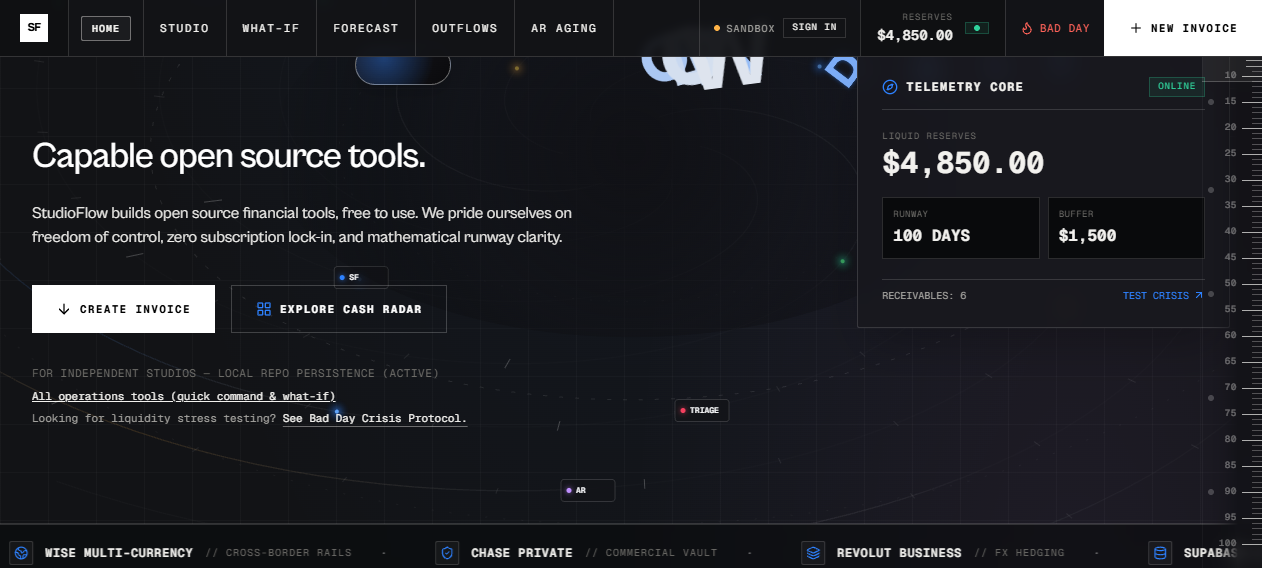 SF
HOME
STUDIO
WHAT-IF
FORECAST
OUTFLOWS
AR AGING
SANDBOX
SIGN IN
RESERVES
$4,850.00
BAD DAY
NEW INVOICE
TELEMETRY CORE
ONLINE
LIQUID RESERVES
$4,850.00
RUNWAY
100 DAYS
BUFFER
$1,500
RECEIVABLES: 6
TEST CRISIS
Capable open source tools.
StudioFlow builds open source financial tools, free to use. We pride ourselves on
freedom of control, zero subscription lock-in, and mathematical runway clarity.
SF
CREATE INVOICE
EXPLORE CASH RADAR
FOR INDEPENDENT STUDIOS — LOCAL REPO PERSISTENCE (ACTIVE)
All operations tools (quick command & what-if)
Looking for liquidity stress testing? See Bad Day Crisis Protocol.
TRIAGE
AR
10
15
20
25
30
35
40
45
50
55
60
65
70
75
80
85
90
95
100
WISE MULTI-CURRENCY // CROSS-BORDER RAILS ·
CHASE PRIVATE // COMMERCIAL VAULT ·
REVOLUT BUSINESS // FX HEDGING ·
SUPABAS